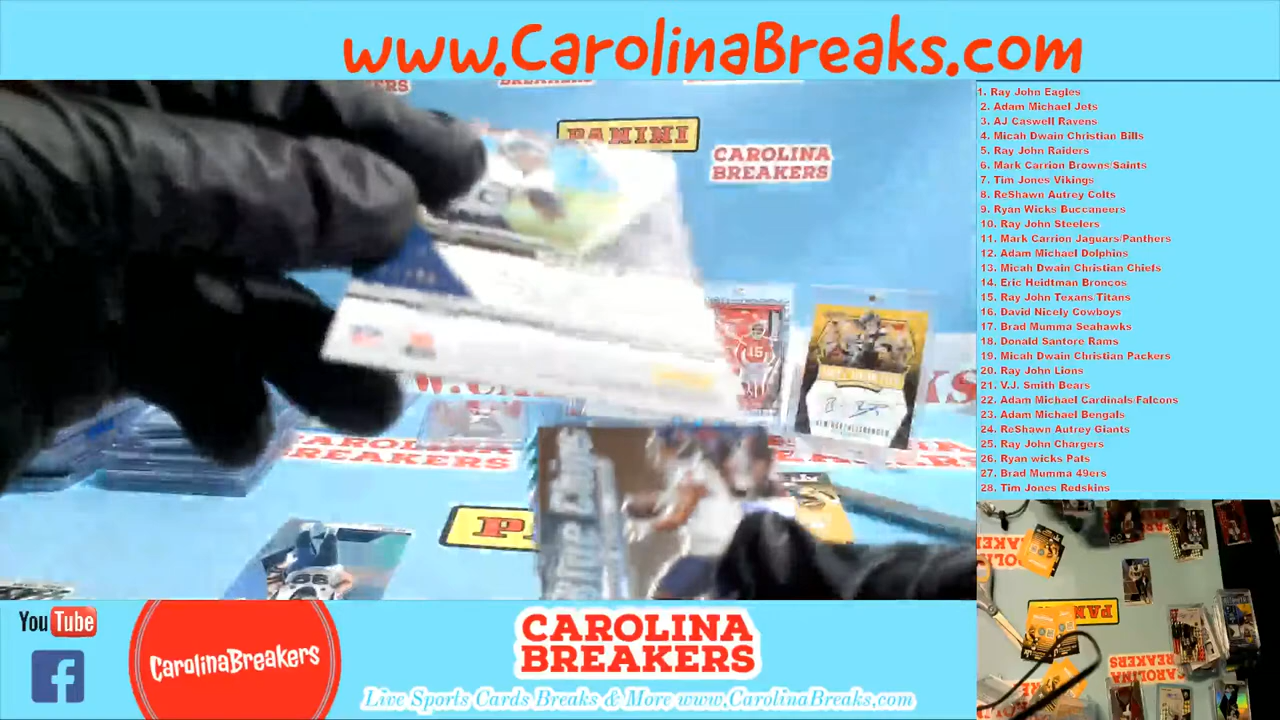 www.CarolinaBreaks.com
PANINI
CAROLINA
BREAKERS
1. Ray John Eagles
2. Adam Michael Jets
3. AJ Caswell Ravens
4. Micah Dwain Christian Bills
5. Ray John Raiders
6. Mark Carrion Browns/Saints
7. Tim Jones Vikings
8. ReShawn Autrey Colts
9. Ryan Wicks Buccaneers
10. Ray John Steelers
11. Mark Carrion Jaguars/Panthers
12. Adam Michael Dolphins
13. Micah Dwain Christian Chiefs
14. Eric Heidtman Broncos
15. Ray John Texans Titans
16. David Nicely Cowboys
17. Brad Mumma Seahawks
18. Donald Santore Rams
19. Micah Dwain Christian Packers
20. Ray John Lions
21. V.J. Smith Bears
22. Adam Michael Cardinals/Falcons
23. Adam Michael Bengals
24. ReShawn Autrey Giants
25. Ray John Chargers
26. Ryan wicks Pats
27. Brad Mumma 49ers
28. Tim Jones Redskins
YouTube
CarolinaBreakers
CAROLINA
BREAKERS
Live Sports Cards Breaks & More www.CarolinaBreaks.com